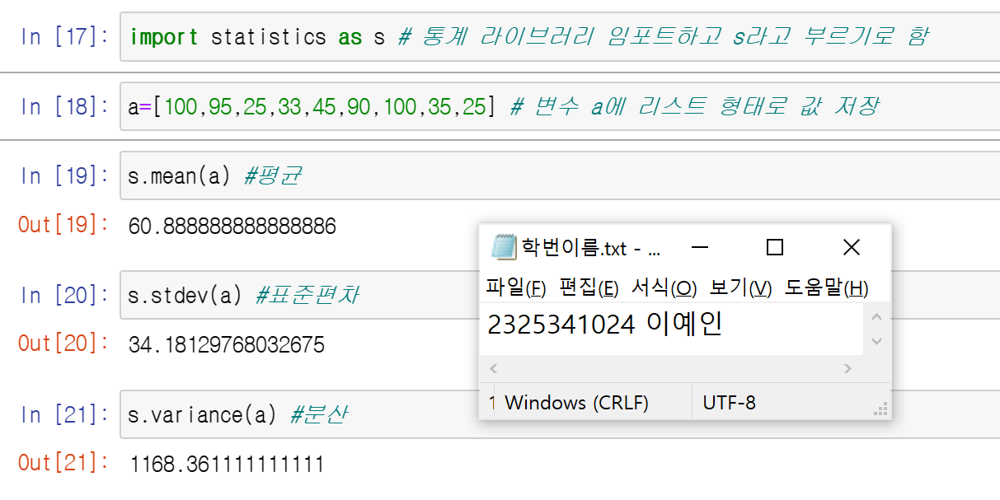 In [17]: import statistics as s # 통계 라이브러리 임포트하고 s라고 부르기로 함
In [18]: a=[100,95,25,33,45,90,100,35,25] # 변수 a에 리스트 형태로 값 저장
In [19]: s.mean(a) #평균
Out[19]: 60.888888888888886
In [20]: s.stdev(a) #표준편차
Out[20]: 34.18129768032675
In [21]: s.variance(a) #분산
Out[21]: 1168.361111111111
학번이름.txt - ...
파일(F) 편집(E) 서식(O) 보기(V) 도움말(H)
2325341024 이예인
Windows (CRLF) UTF-8